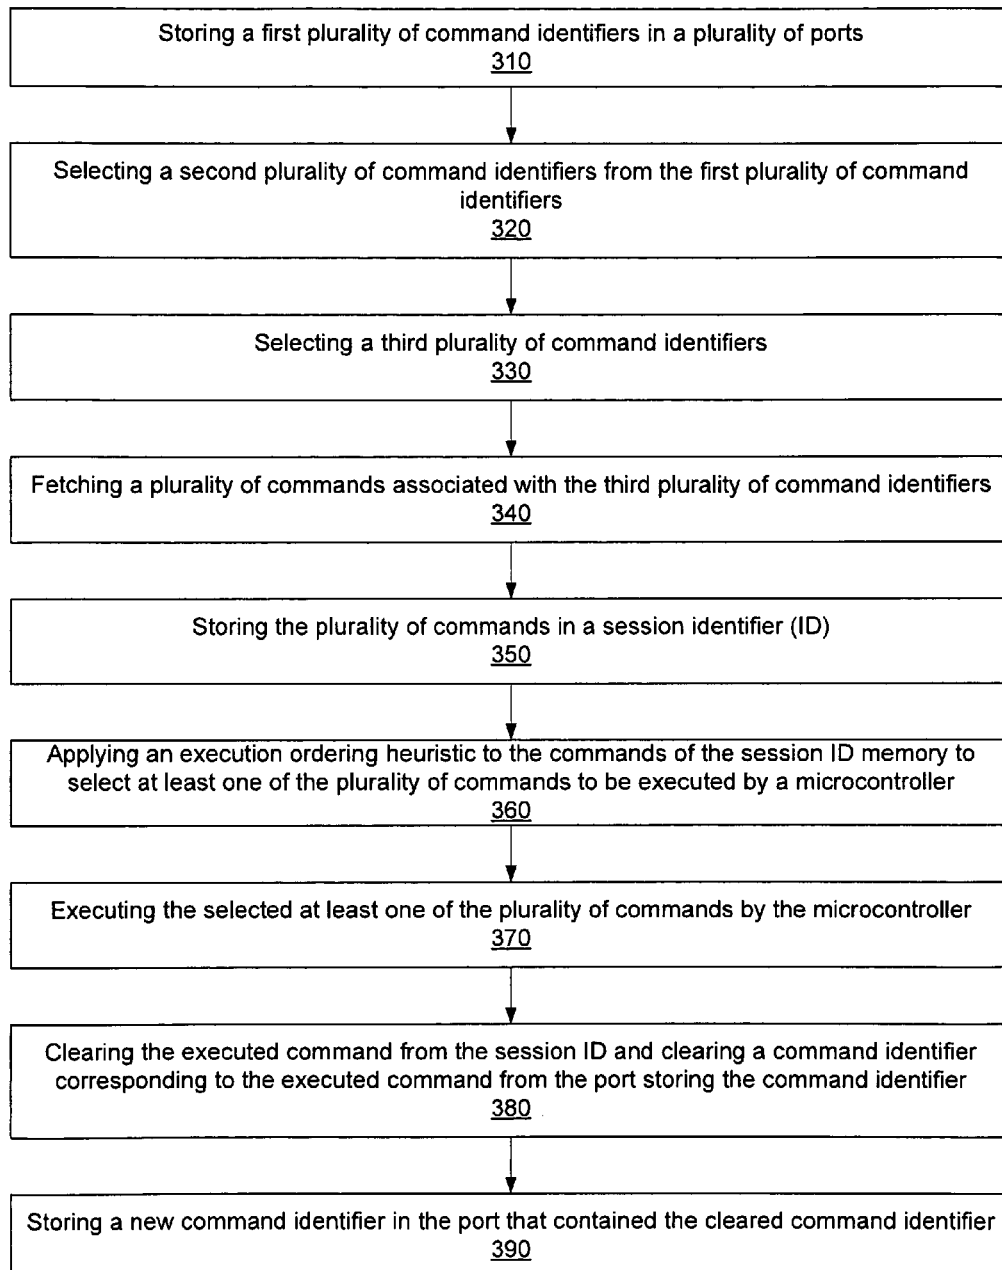 Storing a first plurality of command identifiers in a plurality of ports
310
Selecting a second plurality of command identifiers from the first plurality of command
identifiers
320
Selecting a third plurality of command identifiers
330
Fetching a plurality of commands associated with the third plurality of command identifiers
340
Storing the plurality of commands in a session identifier (ID)
350
Applying an execution ordering heuristic to the commands of the session ID memory to
select at least one of the plurality of commands to be executed by a microcontroller
360
Executing the selected at least one of the plurality of commands by the microcontroller
370
Clearing the executed command from the session ID and clearing a command identifier
corresponding to the executed command from the port storing the command identifier
380
Storing a new command identifier in the port that contained the cleared command identifier
390